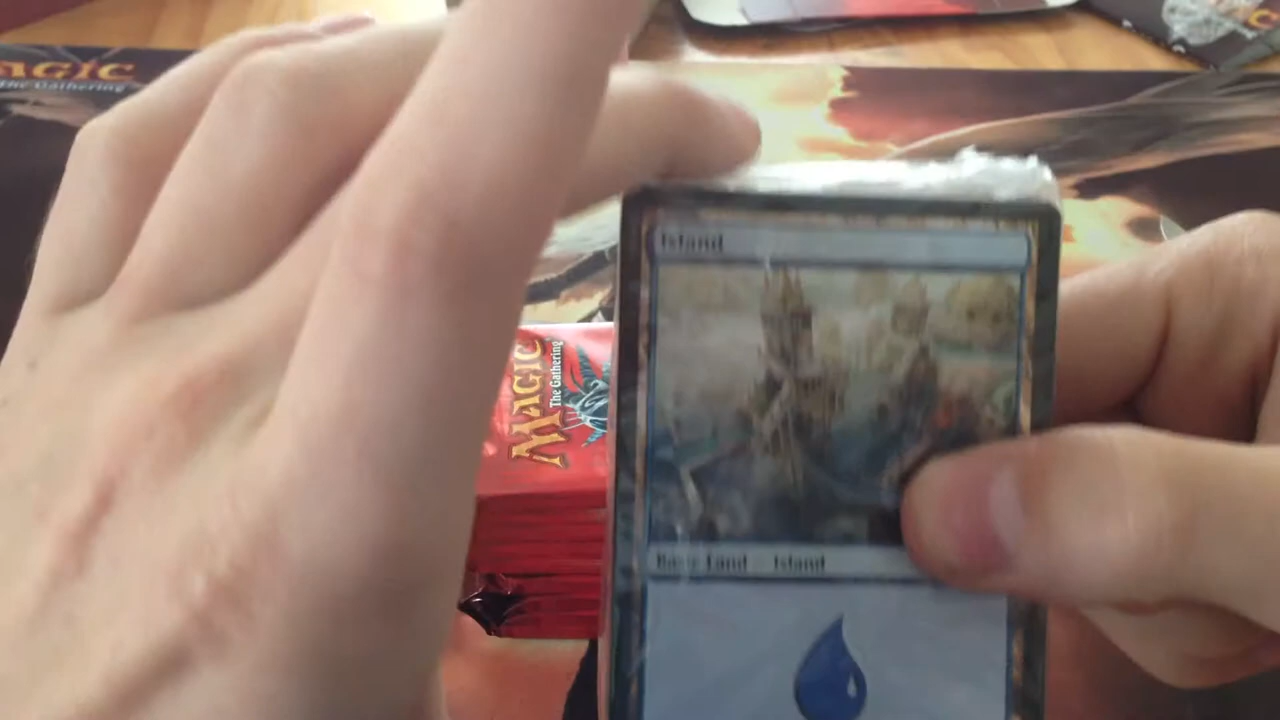 MAGIC
The Gathering
Island
MAGIC
The Gathering
Basic Land Island